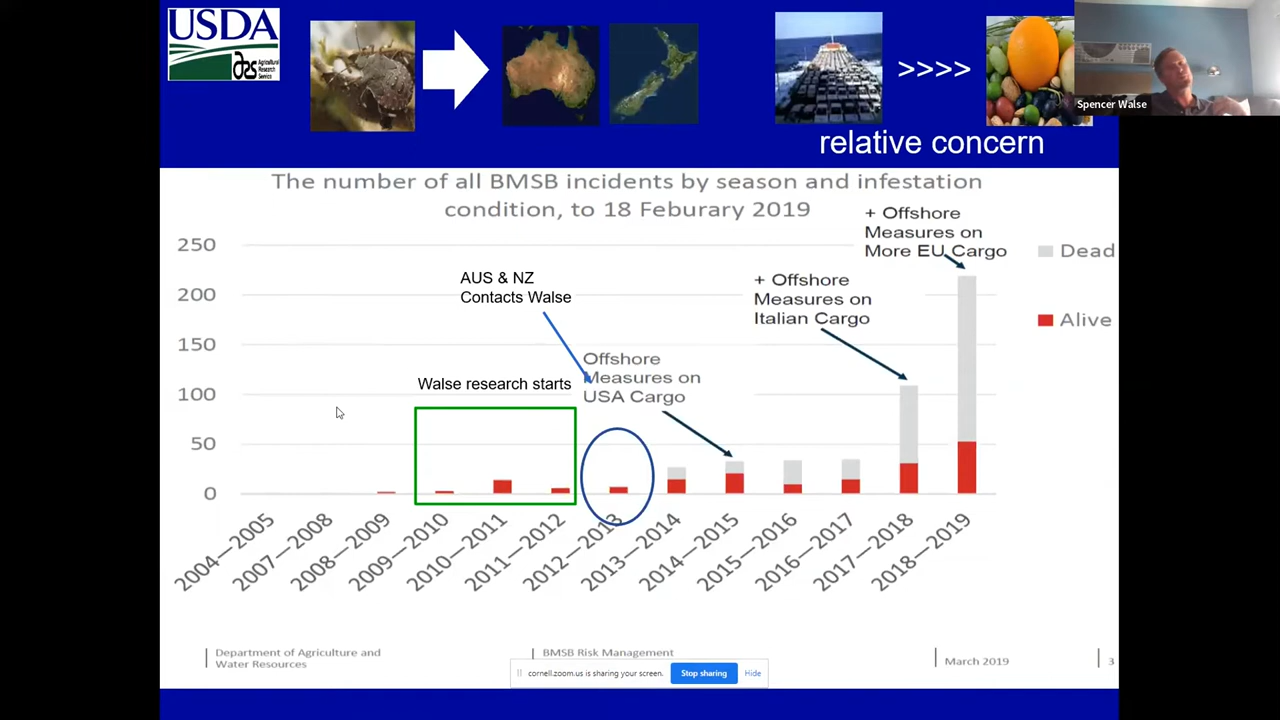 USDA
ars
Agricultural
Research
Service
>>>>
Spencer Walse
relative concern
The number of all BMSB incidents by season and infestation
condition, to 18 Feburary 2019
+ Offshore
Measures on
More EU Cargo
250
200
150
100
50
0
Dead
Alive
AUS & NZ
Contacts Walse
+ Offshore
Measures on
Italian Cargo
Offshore
Measures on
USA Cargo
Walse research starts
2004—2005
2007—2008
2008—2009
2009—2010
2010—2011
2011—2012
2012—2013
2013—2014
2014—2015
2015—2016
2016—2017
2017—2018
2018—2019
Department of Agriculture and
Water Resources
BMSB Risk Management
March 2019
3
cornell.zoom.us is sharing your screen.
Stop sharing
Hide